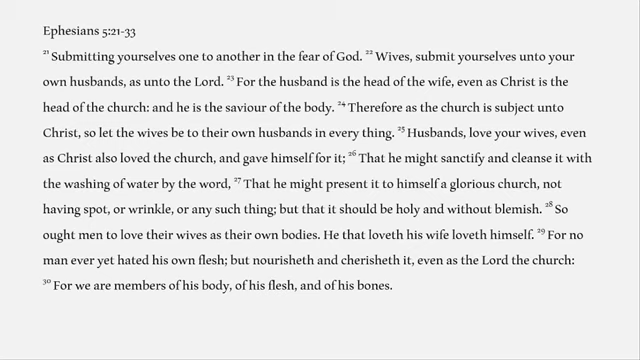 Ephesians 5:21-33
21 Submitting yourselves one to another in the fear of God. 22 Wives, submit yourselves unto your
own husbands, as unto the Lord. 23 For the husband is the head of the wife, even as Christ is the
head of the church: and he is the saviour of the body. 24 Therefore as the church is subject unto
Christ, so let the wives be to their own husbands in every thing. 25 Husbands, love your wives, even
as Christ also loved the church, and gave himself for it; 26 That he might sanctify and cleanse it with
the washing of water by the word, 27 That he might present it to himself a glorious church, not
having spot, or wrinkle, or any such thing; but that it should be holy and without blemish. 28 So
ought men to love their wives as their own bodies. He that loveth his wife loveth himself. 29 For no
man ever yet hated his own flesh; but nourisheth and cherisheth it, even as the Lord the church:
30 For we are members of his body, of his flesh, and of his bones.